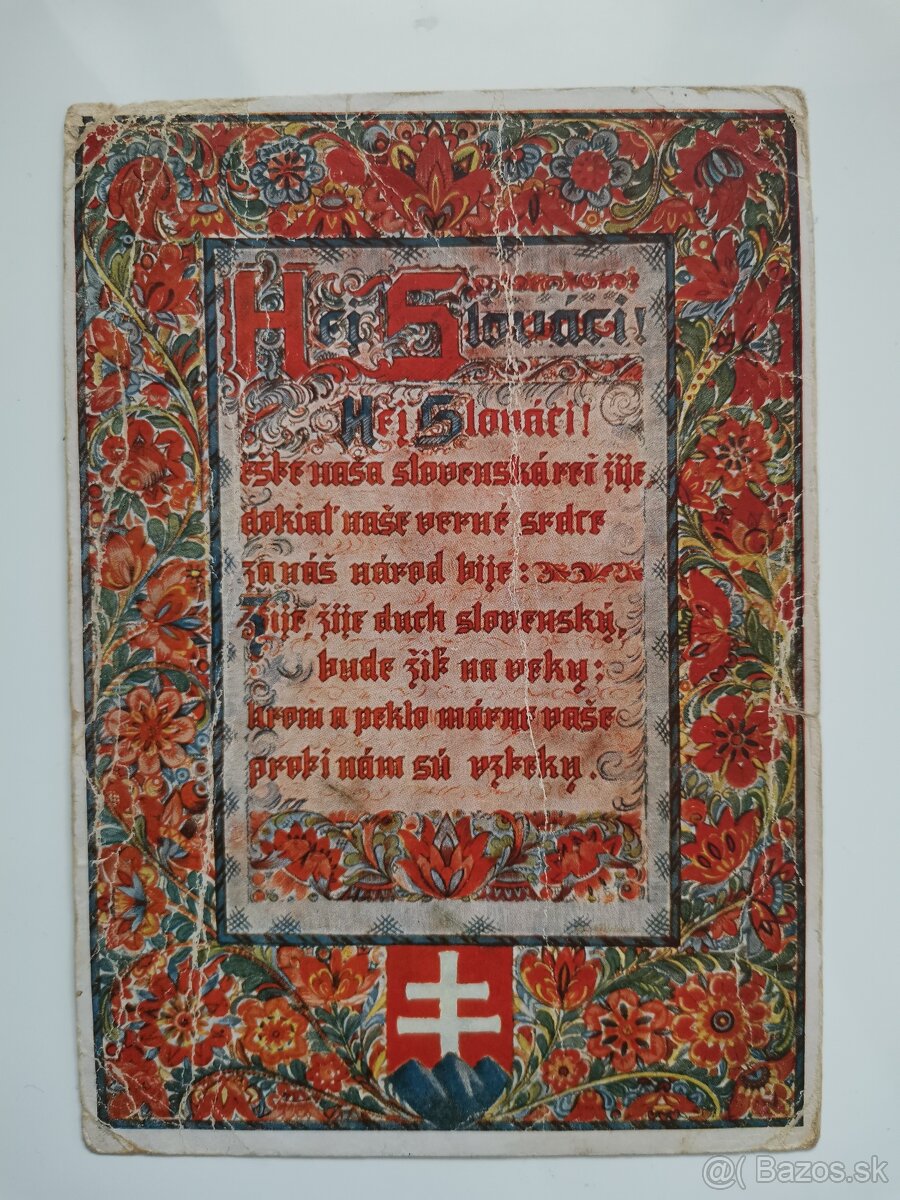 Hej Slováci!
Hej Slováci!
ešte naša slovenská reč žije
dokiaľ naše verné srdce
za náš národ bije:
Žije, žije duch slovenský,
bude žiť na veky:
hrom a peklo márne vaše
proti nám sú vzteky.
@( Bazos.sk